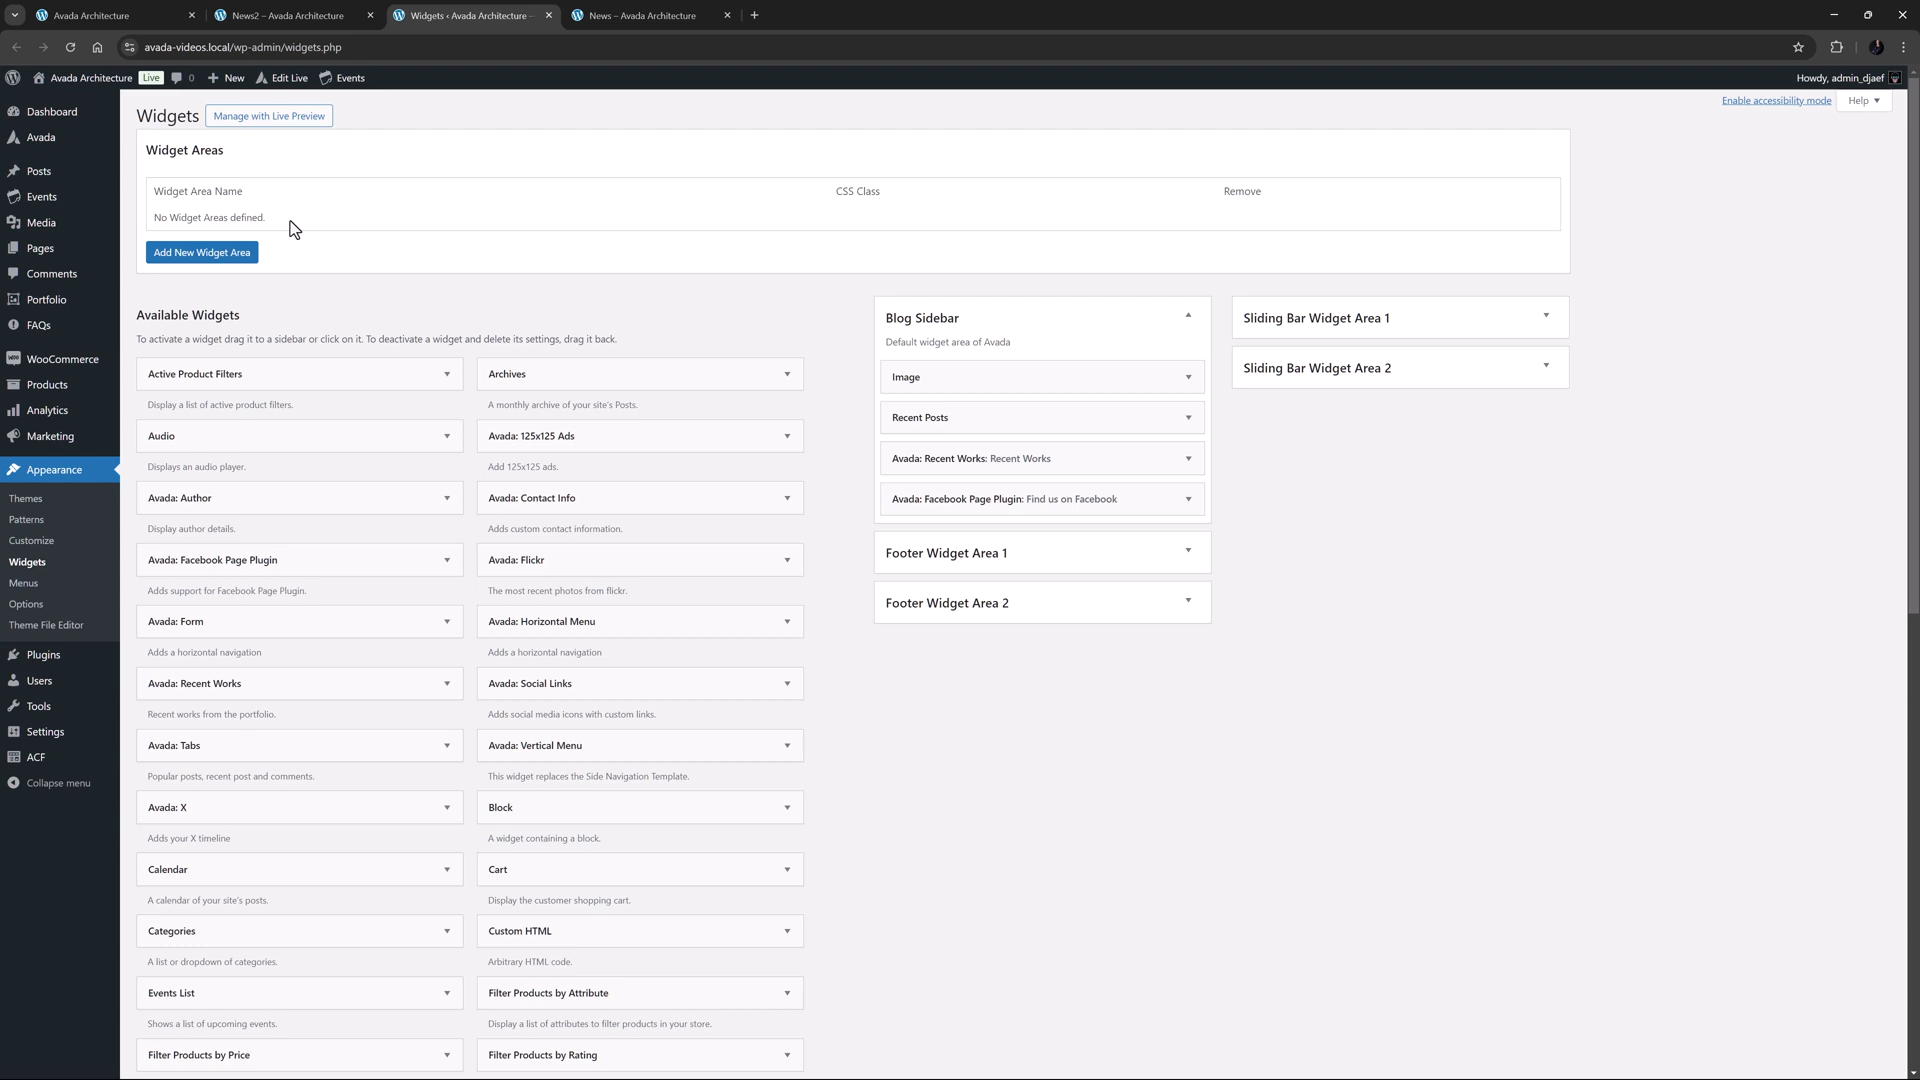 Avada Architecture
News2 – Avada Architecture
Widgets ‹ Avada Architecture —
News – Avada Architecture
avada-videos.local/wp-admin/widgets.php
Avada Architecture Live 0 New Edit Live Events
Howdy, admin_djaef
Dashboard
Avada
Posts
Events
Media
Pages
Comments
Portfolio
FAQs
WooCommerce
Products
Analytics
Marketing
Appearance
Themes
Patterns
Customize
Widgets
Menus
Options
Theme File Editor
Plugins
Users
Tools
Settings
ACF
Collapse menu
Enable accessibility mode
Help
Widgets
Manage with Live Preview
Widget Areas
Widget Area Name CSS Class Remove
No Widget Areas defined.
Add New Widget Area
Available Widgets
To activate a widget drag it to a sidebar or click on it. To deactivate a widget and delete its settings, drag it back.
Active Product Filters
Display a list of active product filters.
Archives
A monthly archive of your site's Posts.
Audio
Displays an audio player.
Avada: 125x125 Ads
Add 125x125 ads.
Avada: Author
Display author details.
Avada: Contact Info
Adds custom contact information.
Avada: Facebook Page Plugin
Adds support for Facebook Page Plugin.
Avada: Flickr
The most recent photos from flickr.
Avada: Form
Adds a horizontal navigation
Avada: Horizontal Menu
Adds a horizontal navigation
Avada: Recent Works
Recent works from the portfolio.
Avada: Social Links
Adds social media icons with custom links.
Avada: Tabs
Popular posts, recent post and comments.
Avada: Vertical Menu
This widget replaces the Side Navigation Template.
Avada: X
Adds your X timeline
Block
A widget containing a block.
Calendar
A calendar of your site's posts.
Cart
Display the customer shopping cart.
Categories
A list or dropdown of categories.
Custom HTML
Arbitrary HTML code.
Events List
Shows a list of upcoming events.
Filter Products by Attribute
Display a list of attributes to filter products in your store.
Filter Products by Price
Filter Products by Rating
Blog Sidebar
Default widget area of Avada
Image
Recent Posts
Avada: Recent Works: Recent Works
Avada: Facebook Page Plugin: Find us on Facebook
Footer Widget Area 1
Footer Widget Area 2
Sliding Bar Widget Area 1
Sliding Bar Widget Area 2